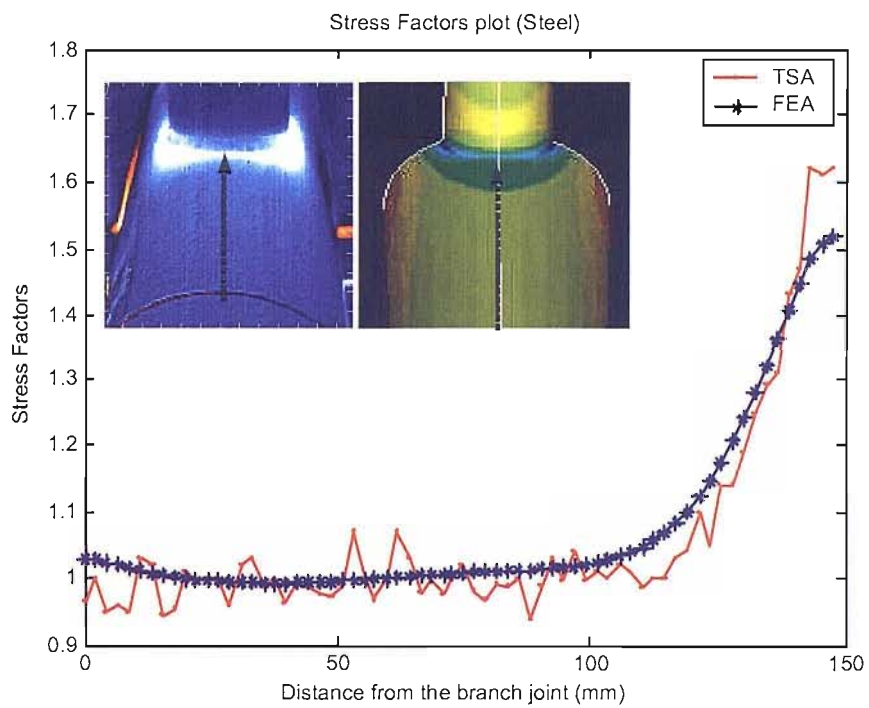 Stress Factors plot (Steel)
1.8
1.7
1.6
1.5
1.4
1.3
1.2
1.1
1
0.9
Stress Factors
TSA
FEA
0
50
100
150
Distance from the branch joint (mm)